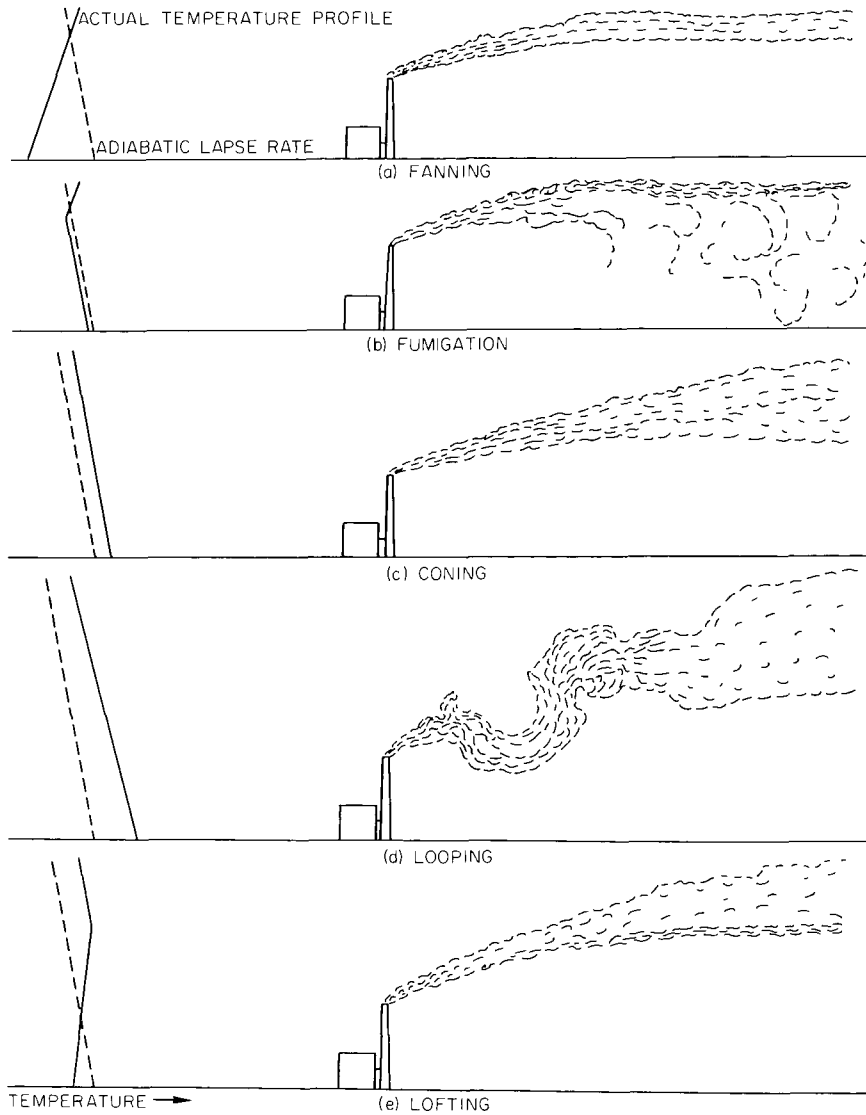 ACTUAL TEMPERATURE PROFILE
ADIABATIC LAPSE RATE
(a) FANNING
(b) FUMIGATION
(c) CONING
(d) LOOPING
TEMPERATURE
(e) LOFTING